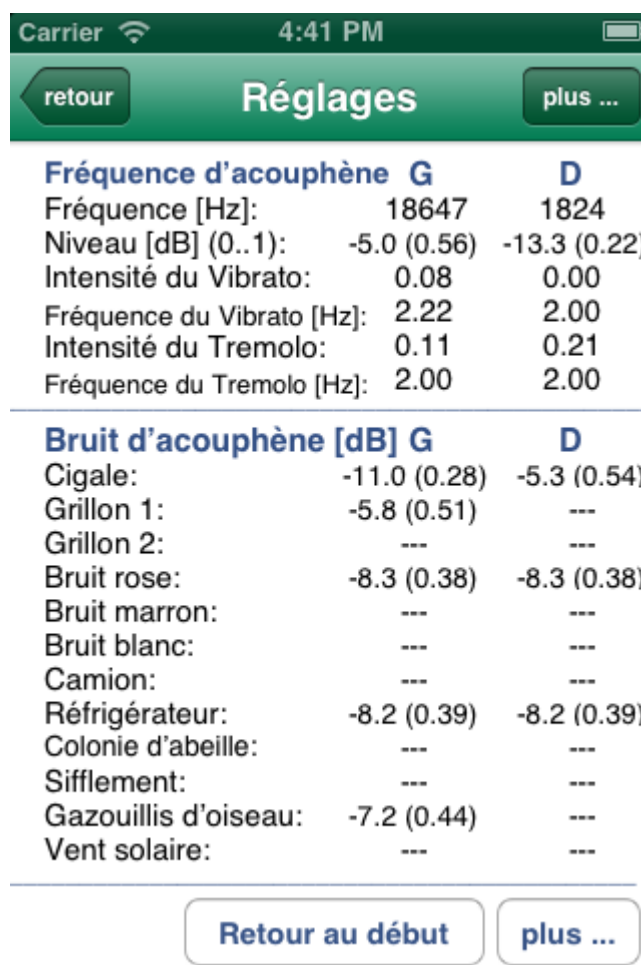 Carrier 4:41 PM
retour Réglages plus ...
Fréquence d'acouphène G D
Fréquence [Hz]: 18647 1824
Niveau [dB] (0..1): -5.0 (0.56) -13.3 (0.22)
Intensité du Vibrato: 0.08 0.00
Fréquence du Vibrato [Hz]: 2.22 2.00
Intensité du Tremolo: 0.11 0.21
Fréquence du Tremolo [Hz]: 2.00 2.00
Bruit d'acouphène [dB] G D
Cigale: -11.0 (0.28) -5.3 (0.54)
Grillon 1: -5.8 (0.51) ---
Grillon 2: --- ---
Bruit rose: -8.3 (0.38) -8.3 (0.38)
Bruit marron: --- ---
Bruit blanc: --- ---
Camion: --- ---
Réfrigérateur: -8.2 (0.39) -8.2 (0.39)
Colonie d'abeille: --- ---
Sifflement: --- ---
Gazouillis d'oiseau: -7.2 (0.44) ---
Vent solaire: --- ---
Retour au début plus ...